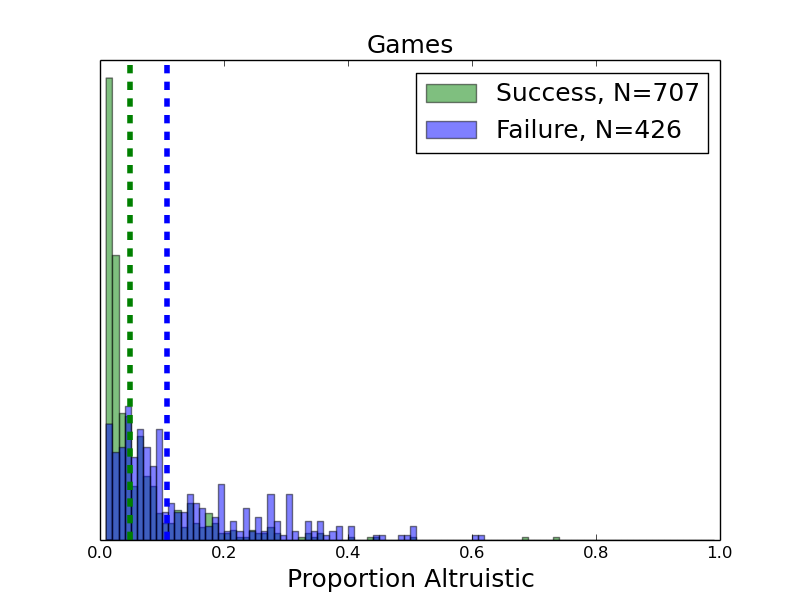 Games
Success, N=707
Failure, N=426
0.0 0.2 0.4 0.6 0.8 1.0
Proportion Altruistic